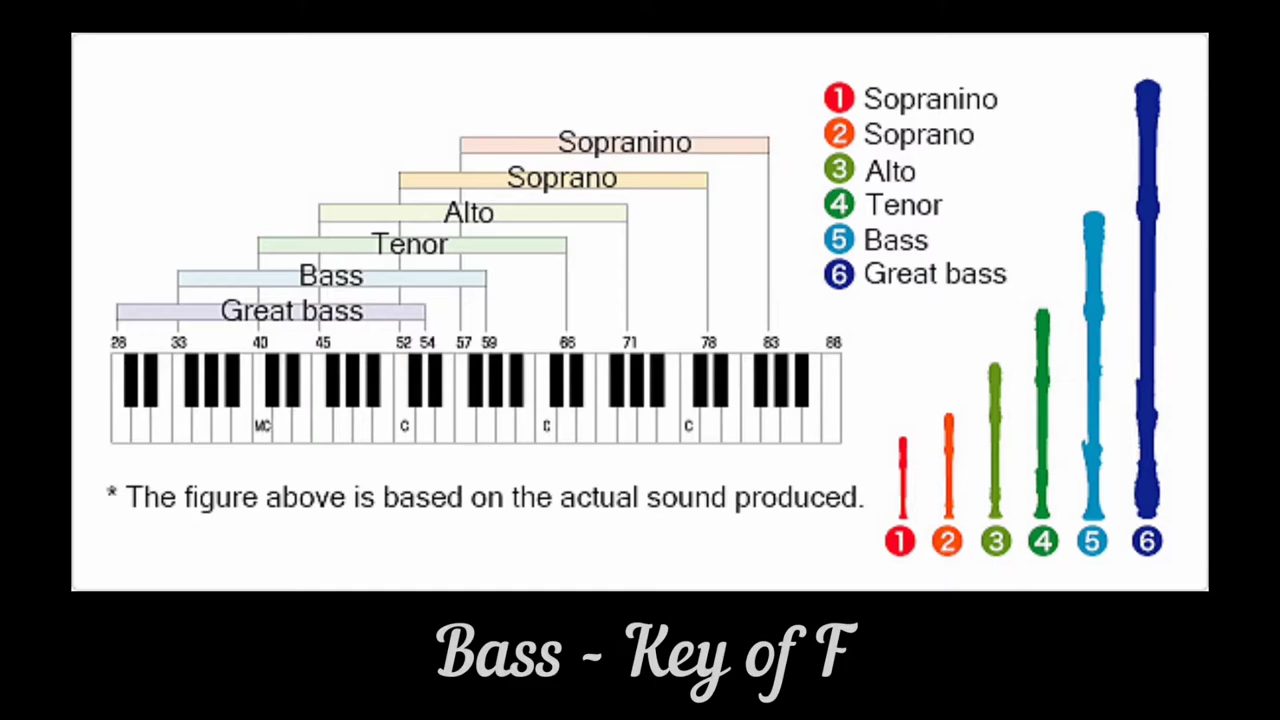 Sopranino
Soprano
Alto
Tenor
Bass
Great bass
28 33 40 45 52 54 57 59 66 71 78 83 88
MC C C C
* The figure above is based on the actual sound produced.
1 Sopranino
2 Soprano
3 Alto
4 Tenor
5 Bass
6 Great bass
1 2 3 4 5 6
Bass ~ Key of F